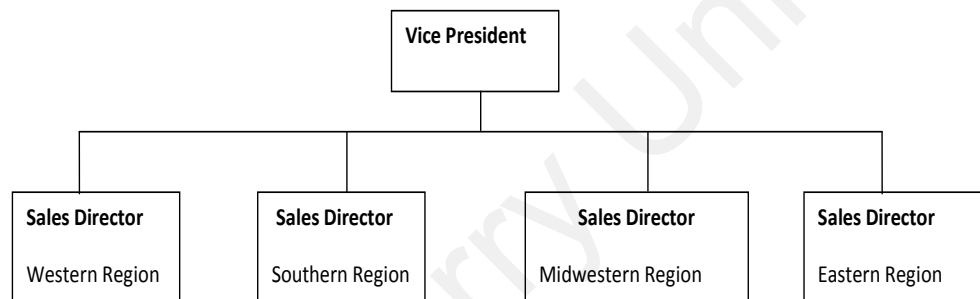 Vice President
Sales Director
Western Region
Sales Director
Southern Region
Sales Director
Midwestern Region
Sales Director
Eastern Region